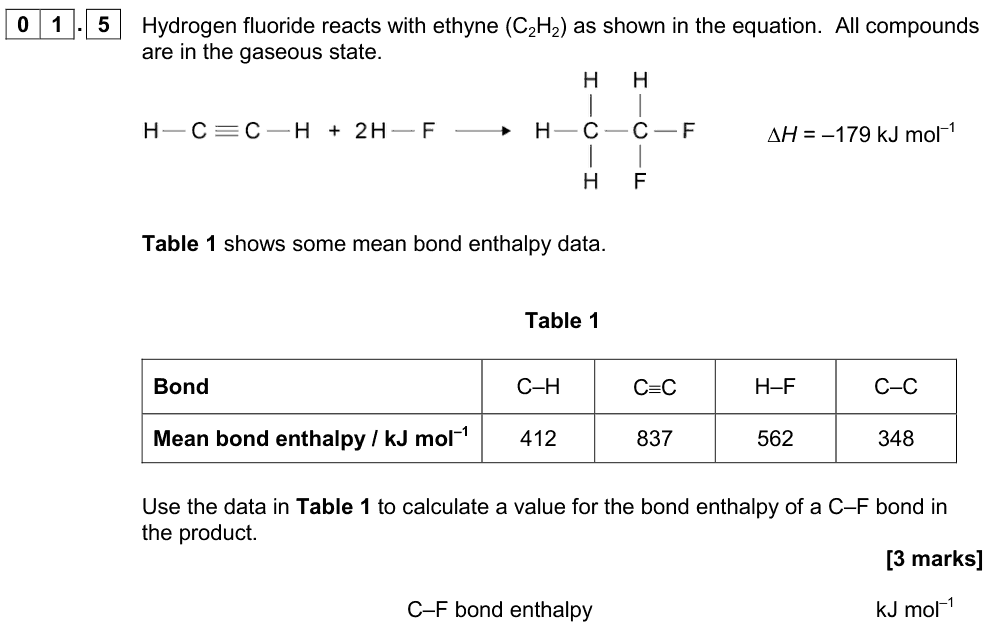 0 1 . 5 Hydrogen fluoride reacts with ethyne (C₂H₂) as shown in the equation. All compounds
are in the gaseous state.
H H
H—C≡C—H + 2H—F ⟶ H—C—C—F ΔH = –179 kJ mol⁻¹
H F
Table 1 shows some mean bond enthalpy data.
Table 1
Bond C–H C≡C H–F C–C
Mean bond enthalpy / kJ mol⁻¹ 412 837 562 348
Use the data in Table 1 to calculate a value for the bond enthalpy of a C–F bond in
the product.
[3 marks]
C–F bond enthalpy kJ mol⁻¹